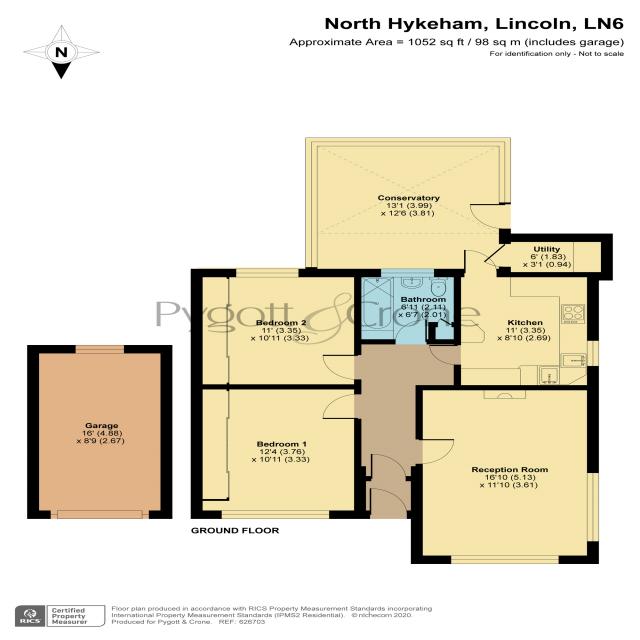 North Hykeham, Lincoln, LN6
Approximate Area = 1052 sq ft / 98 sq m (includes garage)
For identification only - Not to scale
N
Conservatory
13'1 (3.99)
x 12'6 (3.81)
Utility
6' (1.83)
x 3'1 (0.94)
Bathroom
6'11 (2.11)
x 6'7 (2.01)
Pygott & Crone
Bedroom 2
11' (3.35)
x 10'11 (3.33)
Kitchen
11' (3.35)
x 8'10 (2.69)
Garage
16' (4.88)
x 8'9 (2.67)
Bedroom 1
12'4 (3.76)
x 10'11 (3.33)
Reception Room
16'10 (5.13)
x 11'10 (3.61)
GROUND FLOOR
RICS
Certified
Property
Measurer
Floor plan produced in accordance with RICS Property Measurement Standards incorporating
International Property Measurement Standards (IPMS2 Residential). © nichecom 2020.
Produced for Pygott & Crone. REF: 626703